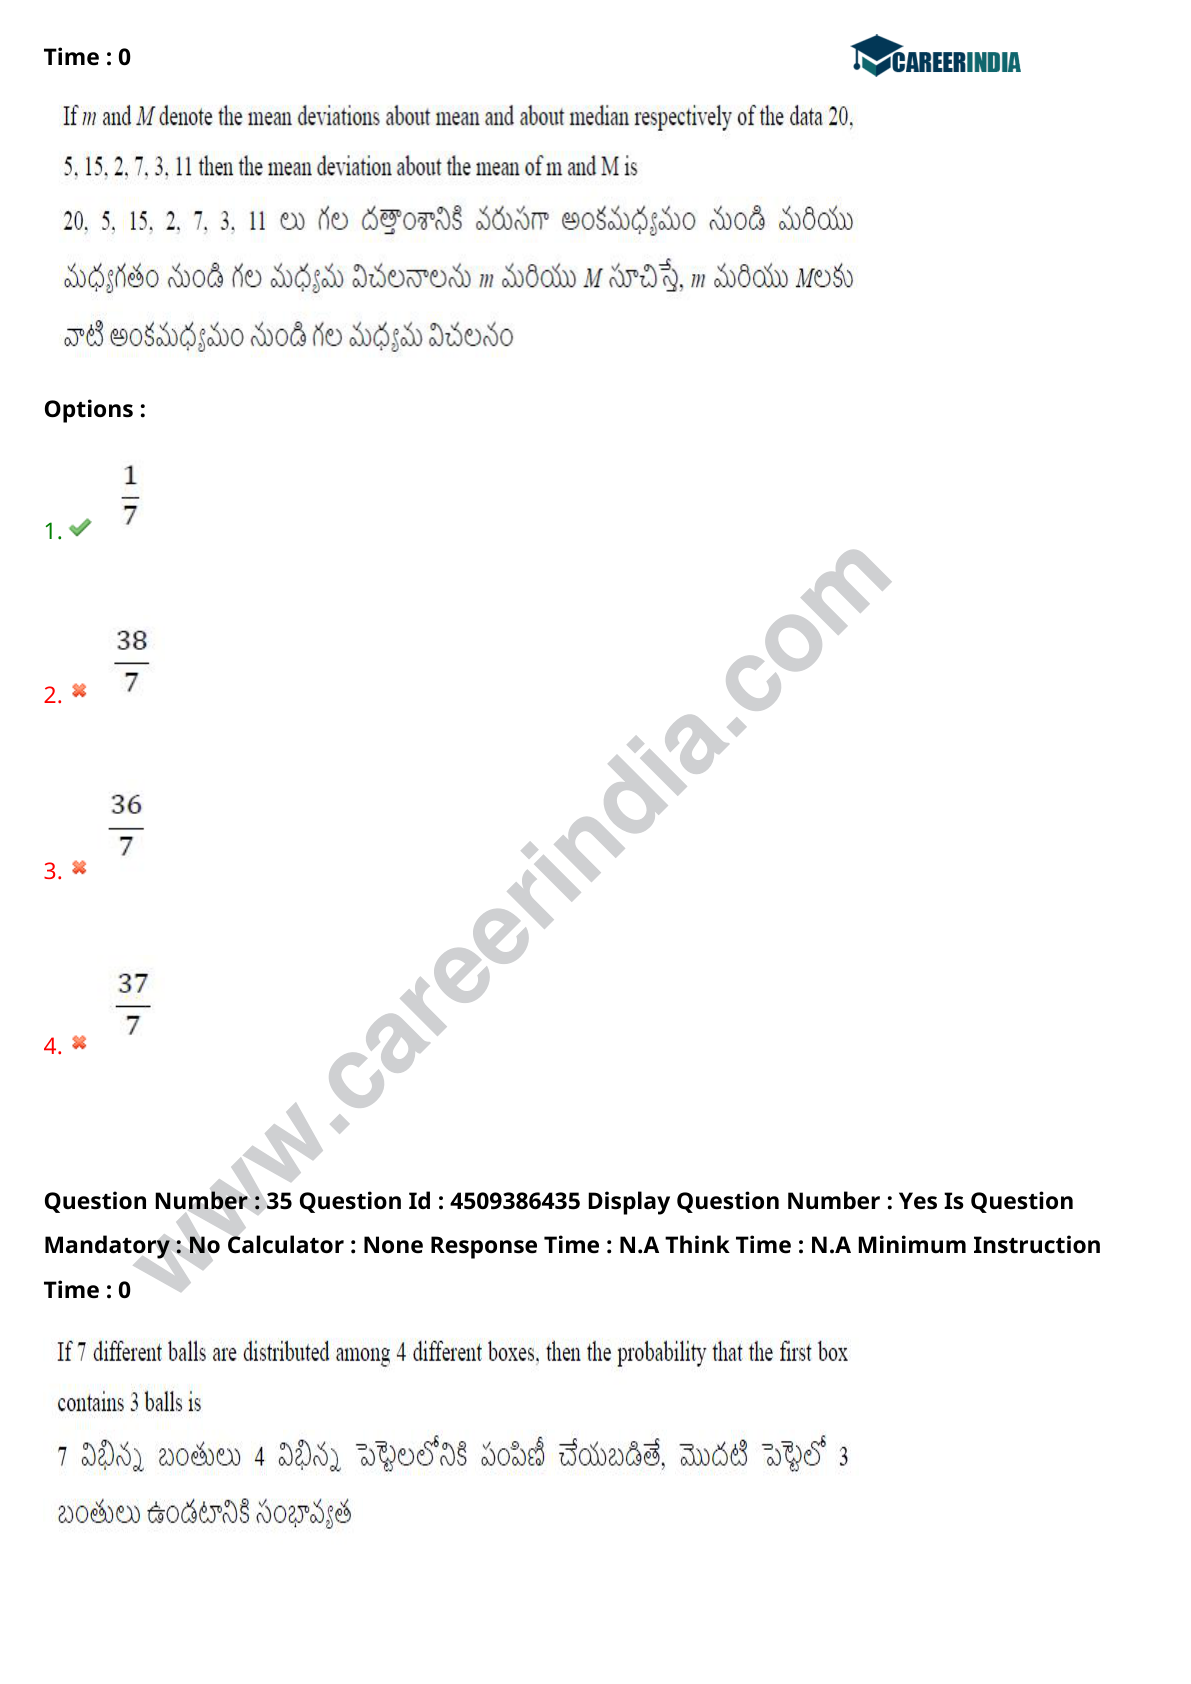 Time : 0
CAREERINDIA
If m and M denote the mean deviations about mean and about median respectively of the data 20,
5, 15, 2, 7, 3, 11 then the mean deviation about the mean of m and M is
20, 5, 15, 2, 7, 3, 11 లు గల దత్తాంశానికి వరుసగా అంకమధ్యమం నుండి మరియు
మధ్యగతం నుండి గల మధ్యమ విచలనాలను m మరియు M సూచిస్తే, m మరియు Mలకు
వాటి అంకమధ్యమం నుండి గల మధ్యమ విచలనం
Options :
1. 1/7
2. 38/7
3. 36/7
4. 37/7
www.careerindia.com
Question Number : 35 Question Id : 4509386435 Display Question Number : Yes Is Question
Mandatory : No Calculator : None Response Time : N.A Think Time : N.A Minimum Instruction
Time : 0
If 7 different balls are distributed among 4 different boxes, then the probability that the first box
contains 3 balls is
7 విభిన్న బంతులు 4 విభిన్న పెట్టెలలోనికి పంపిణీ చేయబడితే, మొదటి పెట్టెలో 3
బంతులు ఉండటానికి సంభావ్యత